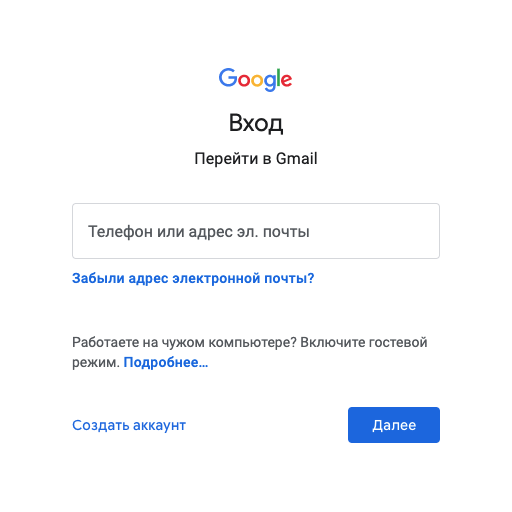 Google
Вход
Перейти в Gmail
Телефон или адрес эл. почты
Забыли адрес электронной почты?
Работаете на чужом компьютере? Включите гостевой
режим. Подробнее…
Создать аккаунт
Далее